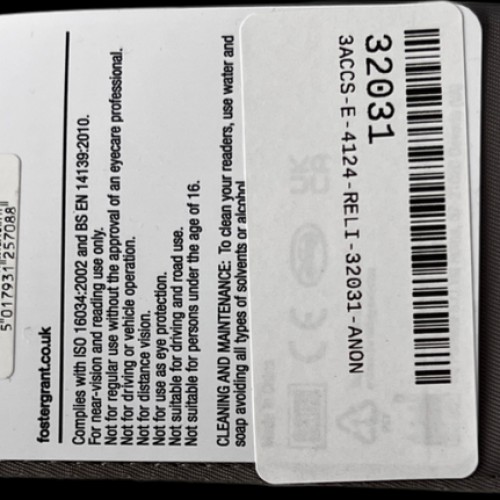 fostergrant.co.uk
Complies with ISO 16034:2002 and BS EN 14139:2010.
For near-vision and reading use only.
Not for regular use without the approval of an eyecare professional.
Not for driving or vehicle operation.
Not for distance vision.
Not for use as eye protection.
Not suitable for driving and road use.
Not suitable for persons under the age of 16.
CLEANING AND MAINTENANCE: To clean your readers, use water and
soap avoiding all types of solvents or alcohol
5 017931 257088
32031
3ACCS-E-4124-RELI-32031-ANON
UK
CA
CE